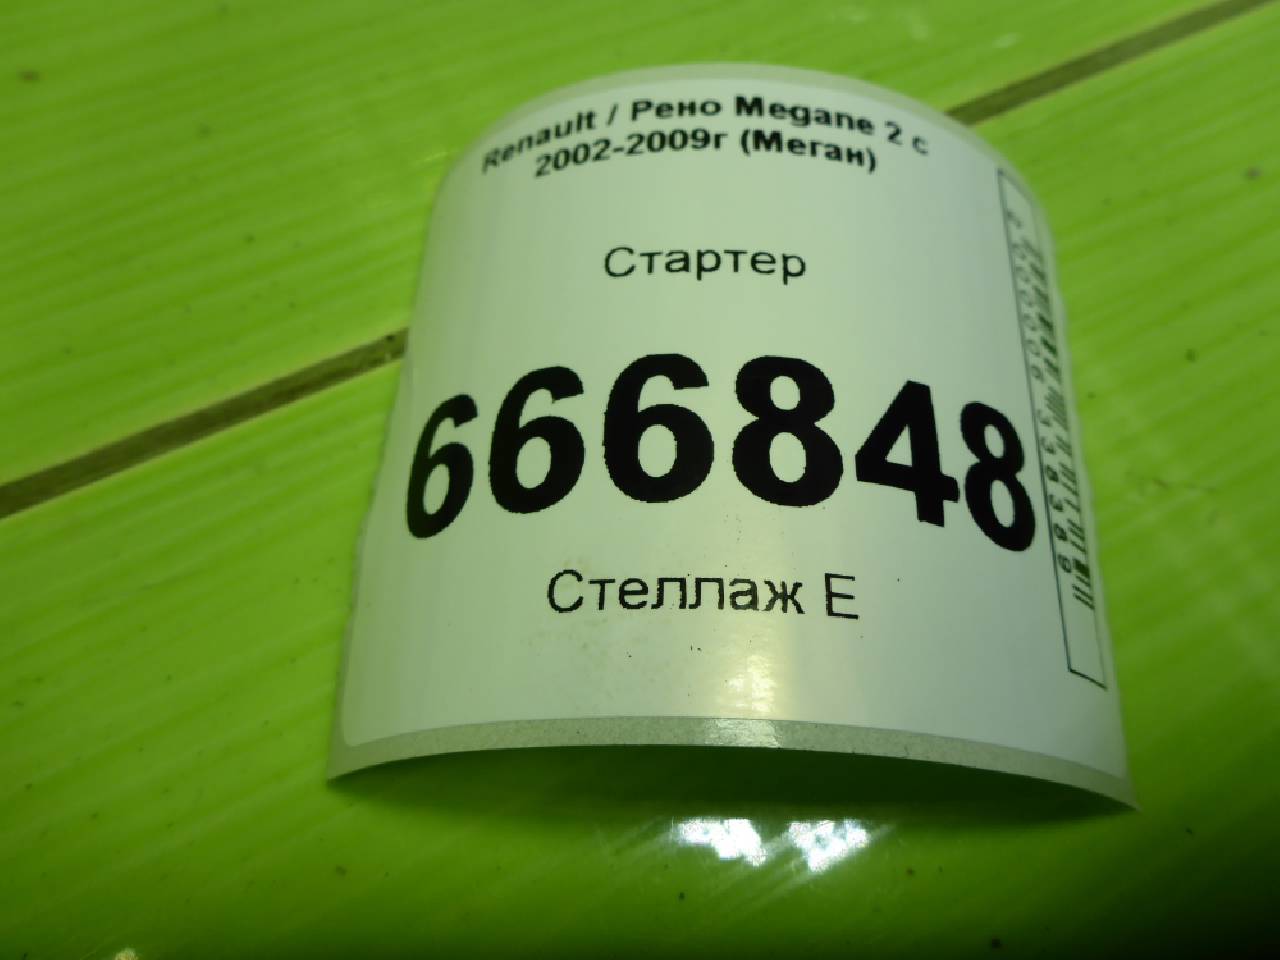 Renault / Рено Megane 2 с
2002-2009г (Меган)
Стартер
666848
Стеллаж Е